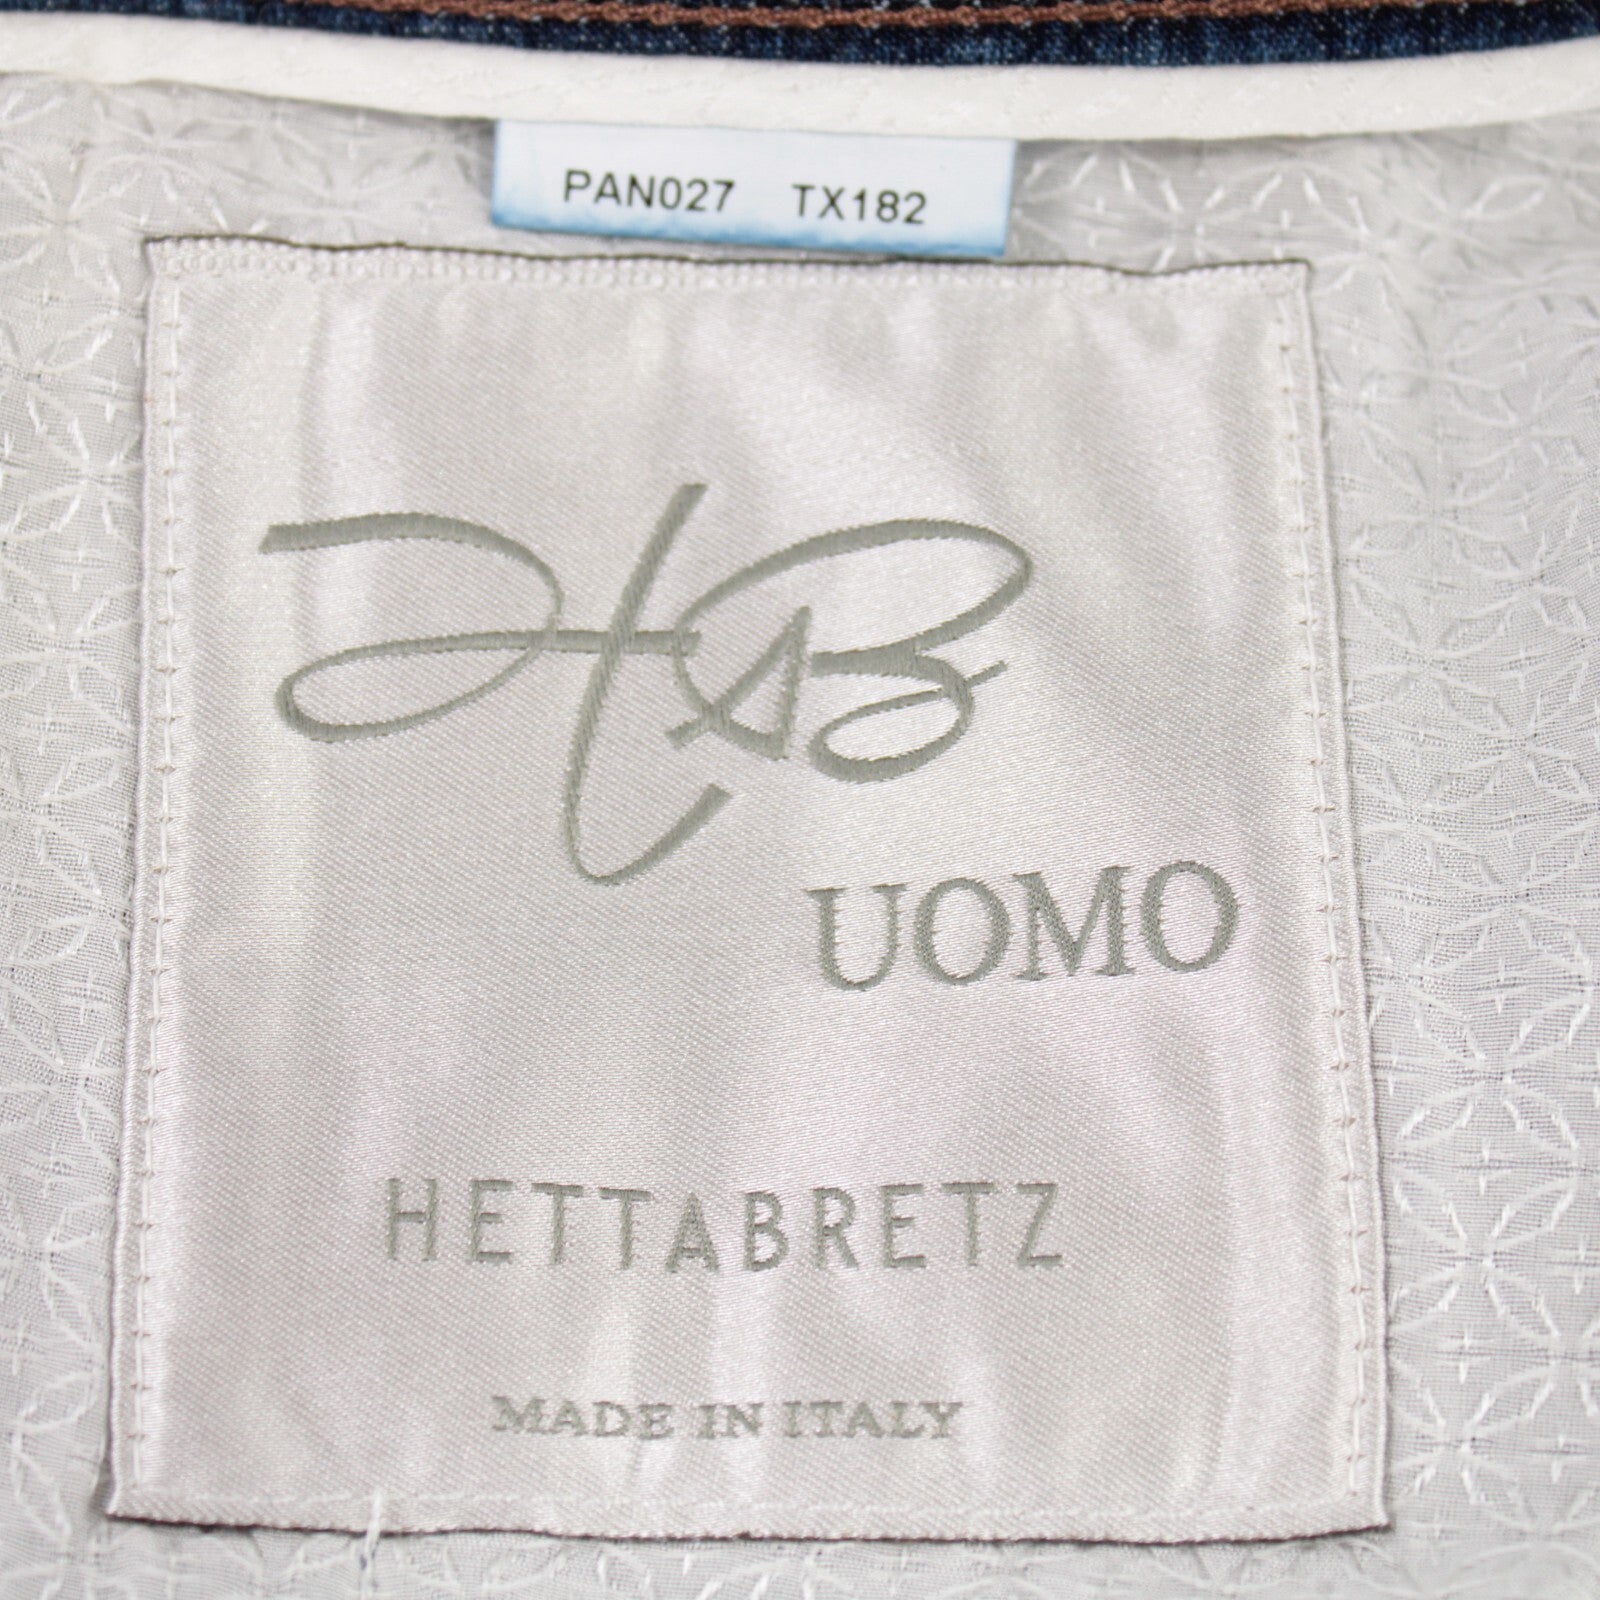 PAN027 TX182
HB
UOMO
HETTABRETZ
MADE IN ITALY